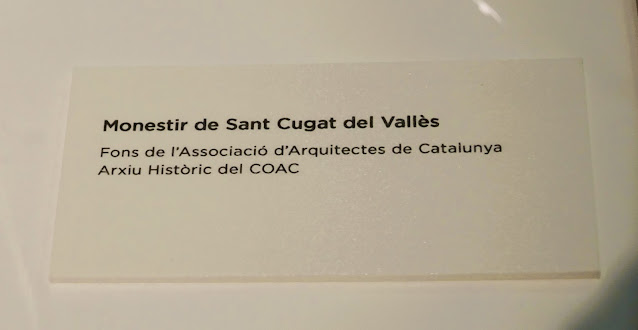 Monestir de Sant Cugat del Vallès
Fons de l'Associació d'Arquitectes de Catalunya
Arxiu Històric del COAC